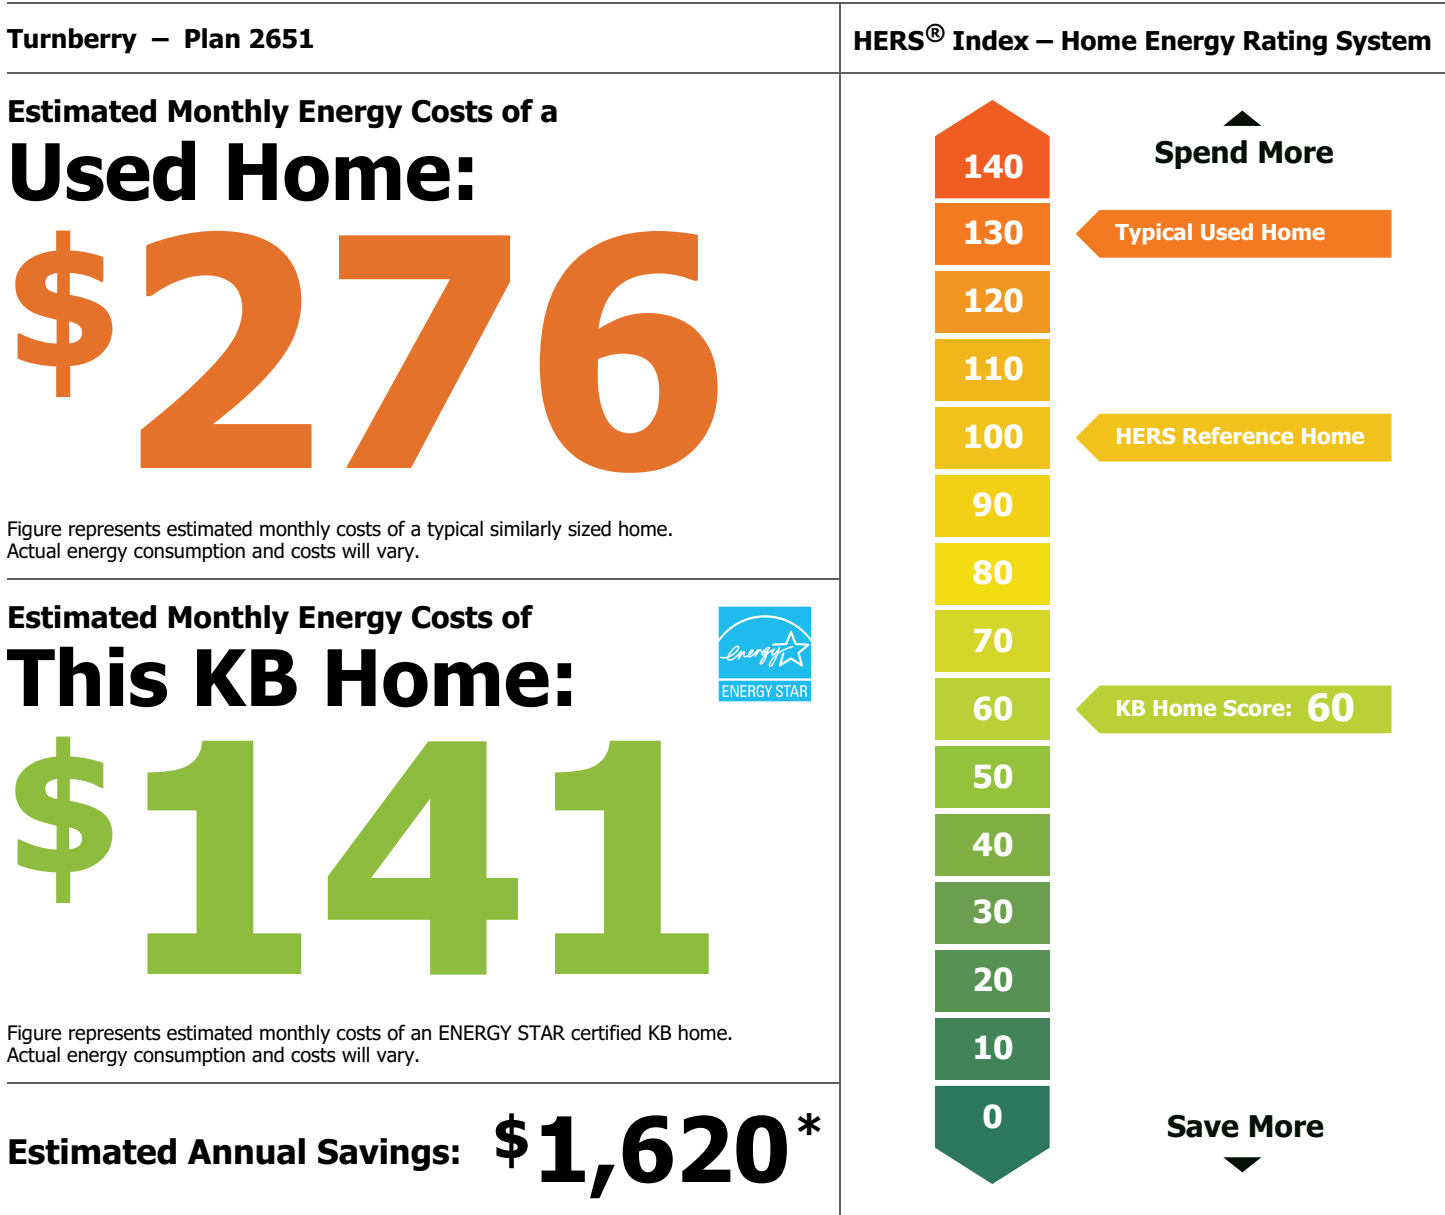 Turnberry – Plan 2651
Estimated Monthly Energy Costs of a
Used Home:
$276
Figure represents estimated monthly costs of a typical similarly sized home.
Actual energy consumption and costs will vary.
Estimated Monthly Energy Costs of
This KB Home:
energy
ENERGY STAR
$141
Figure represents estimated monthly costs of an ENERGY STAR certified KB home.
Actual energy consumption and costs will vary.
Estimated Annual Savings: $1,620*
HERS® Index – Home Energy Rating System
Spend More
140
130 Typical Used Home
120
110
100 HERS Reference Home
90
80
70
60 KB Home Score: 60
50
40
30
20
10
0
Save More